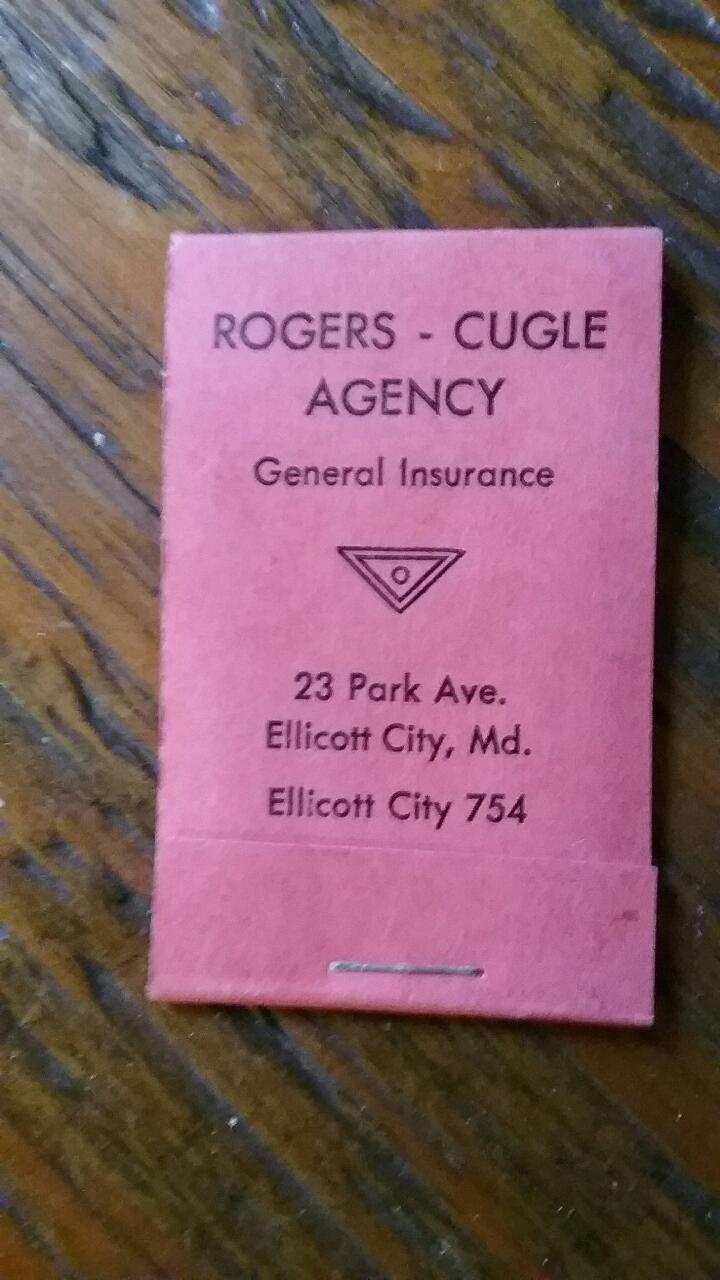 ROGERS - CUGLE
AGENCY
General Insurance
23 Park Ave.
Ellicott City, Md.
Ellicott City 754